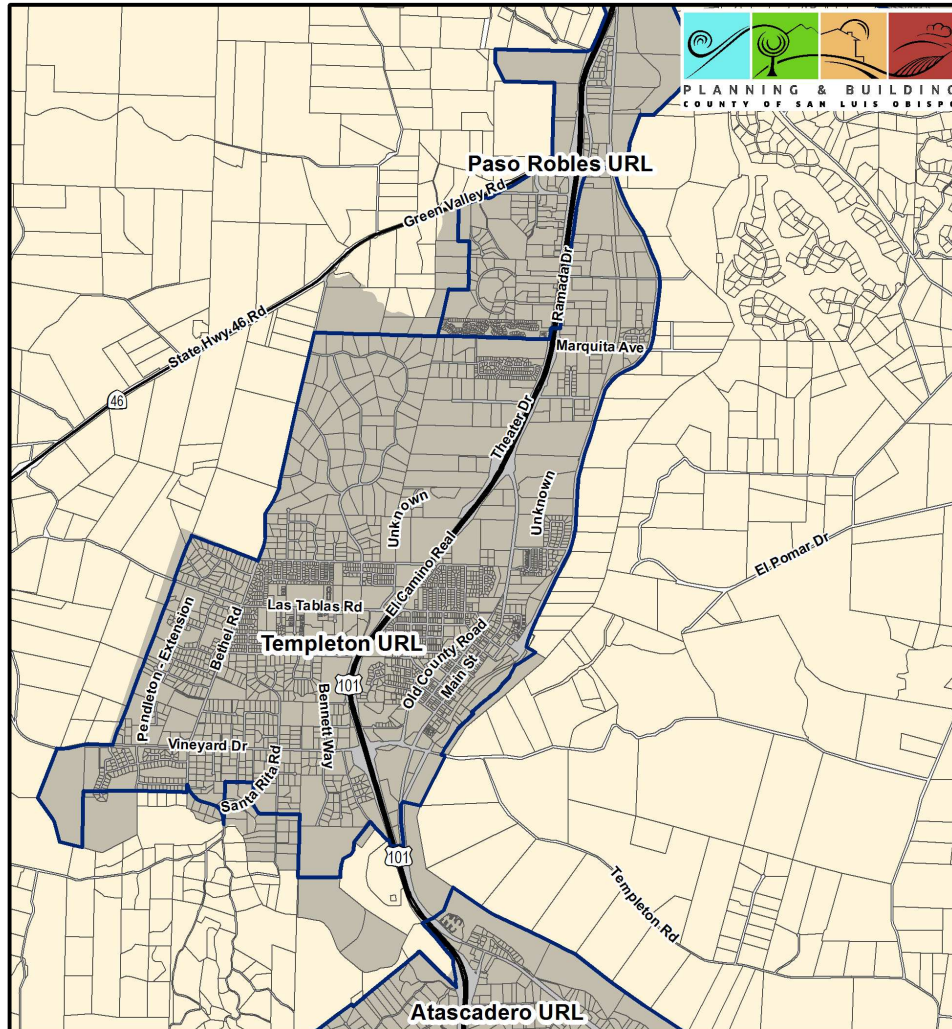 PLANNING & BUILDING
COUNTY OF SAN LUIS OBISPO
Paso Robles URL
Green Valley Rd
Ramada Dr
State Hwy 46 Rd
Marquita Ave
46
Theater Dr
Unknown
Unknown
El Camino Real
El Pomar Dr
Las Tablas Rd
Pendleton - Extension
Bethel Rd
Templeton URL
Old County Road
Main St
101
Bennett Way
Vineyard Dr
Santa Rita Rd
101
Templeton Rd
Atascadero URL